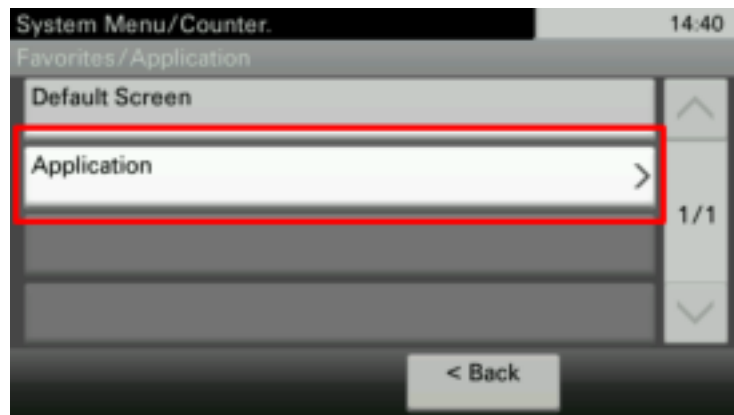 System Menu/Counter.
14:40
Favorites/Application
Default Screen
Application
1/1
< Back